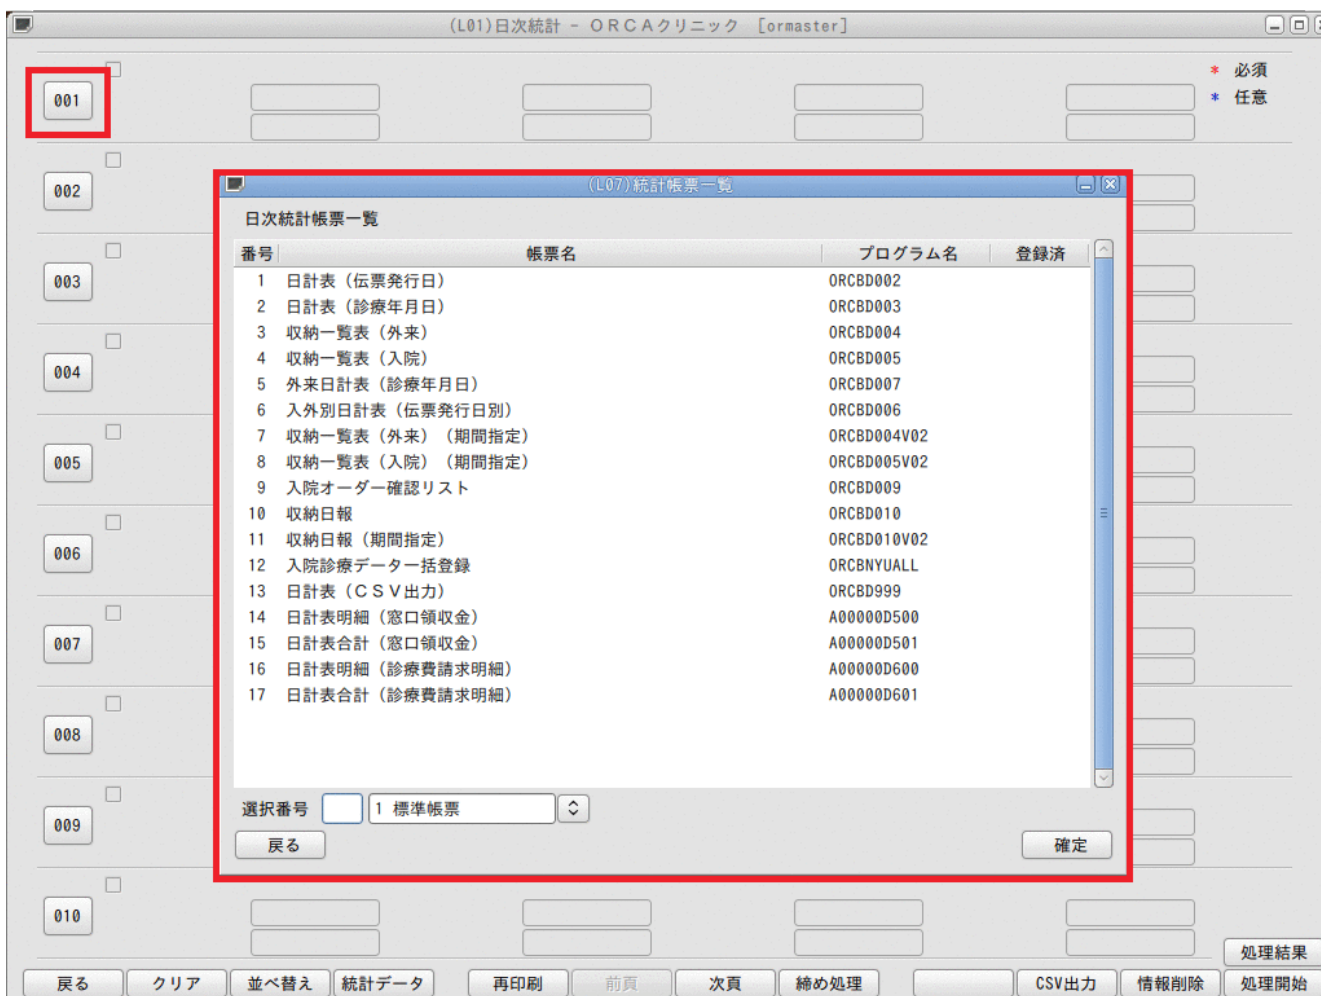 (L01)日次統計 - ＯＲＣＡクリニック [ormaster]
* 必須
001
* 任意
002
(L07)統計帳票一覧
日次統計帳票一覧
番号 帳票名 プログラム名 登録済
1 日計表（伝票発行日） ORCBD002
2 日計表（診療年月日） ORCBD003
003
3 収納一覧表（外来） ORCBD004
4 収納一覧表（入院） ORCBD005
004
5 外来日計表（診療年月日） ORCBD007
6 入外別日計表（伝票発行日別） ORCBD006
7 収納一覧表（外来）（期間指定） ORCBD004V02
005
8 収納一覧表（入院）（期間指定） ORCBD005V02
9 入院オーダー確認リスト ORCBD009
10 収納日報 ORCBD010
11 収納日報（期間指定） ORCBD010V02
006
12 入院診療データ一括登録 ORCBNYUALL
13 日計表（ＣＳＶ出力） ORCBD999
14 日計表明細（窓口領収金） A00000D500
007
15 日計表合計（窓口領収金） A00000D501
16 日計表明細（診療費請求明細） A00000D600
17 日計表合計（診療費請求明細） A00000D601
008
選択番号 1 標準帳票
009
戻る 確定
010
処理結果
戻る クリア 並べ替え 統計データ 再印刷 前頁 次頁 締め処理 CSV出力 情報削除 処理開始